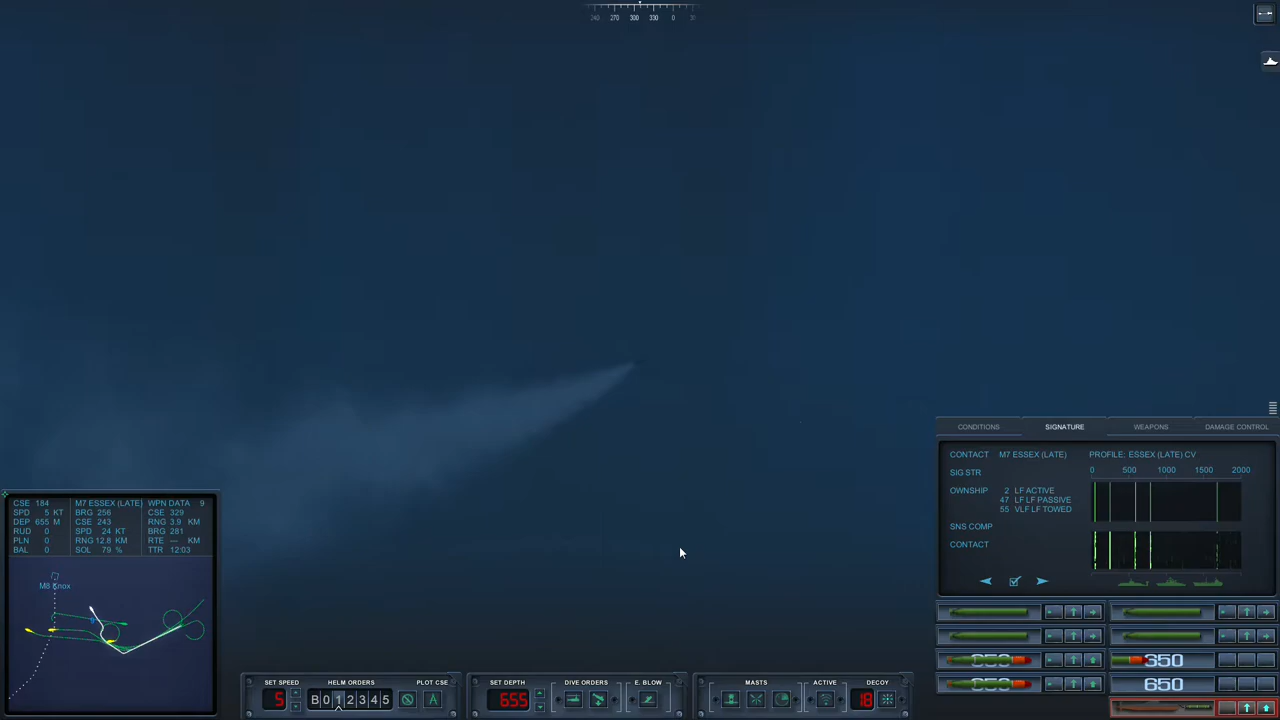 240 270 300 330 0 30
CONDITIONS SIGNATURE WEAPONS DAMAGE CONTROL
CONTACT M7 ESSEX (LATE) PROFILE: ESSEX (LATE) CV
SIG STR 0 500 1000 1500 2000
OWNSHIP 2 LF ACTIVE
47 LF LF PASSIVE
55 VLF LF TOWED
SNS COMP
CONTACT
CSE 184 M7 ESSEX (LATE) WPN DATA 9
SPD 5 KT BRG 256 CSE 329
DEP 655 M CSE 243 RNG 3.9 KM
RUD 0 SPD 24 KT BRG 281
PLN 0 RNG 12.8 KM RTE --- KM
BAL 0 SOL 79 % TTR 12:03
M8 Knox
350
650
SET SPEED HELM ORDERS PLOT CSE
5 B 0 1 2 3 4 5 A
SET DEPTH DIVE ORDERS E. BLOW
655
MASTS ACTIVE DECOY
18